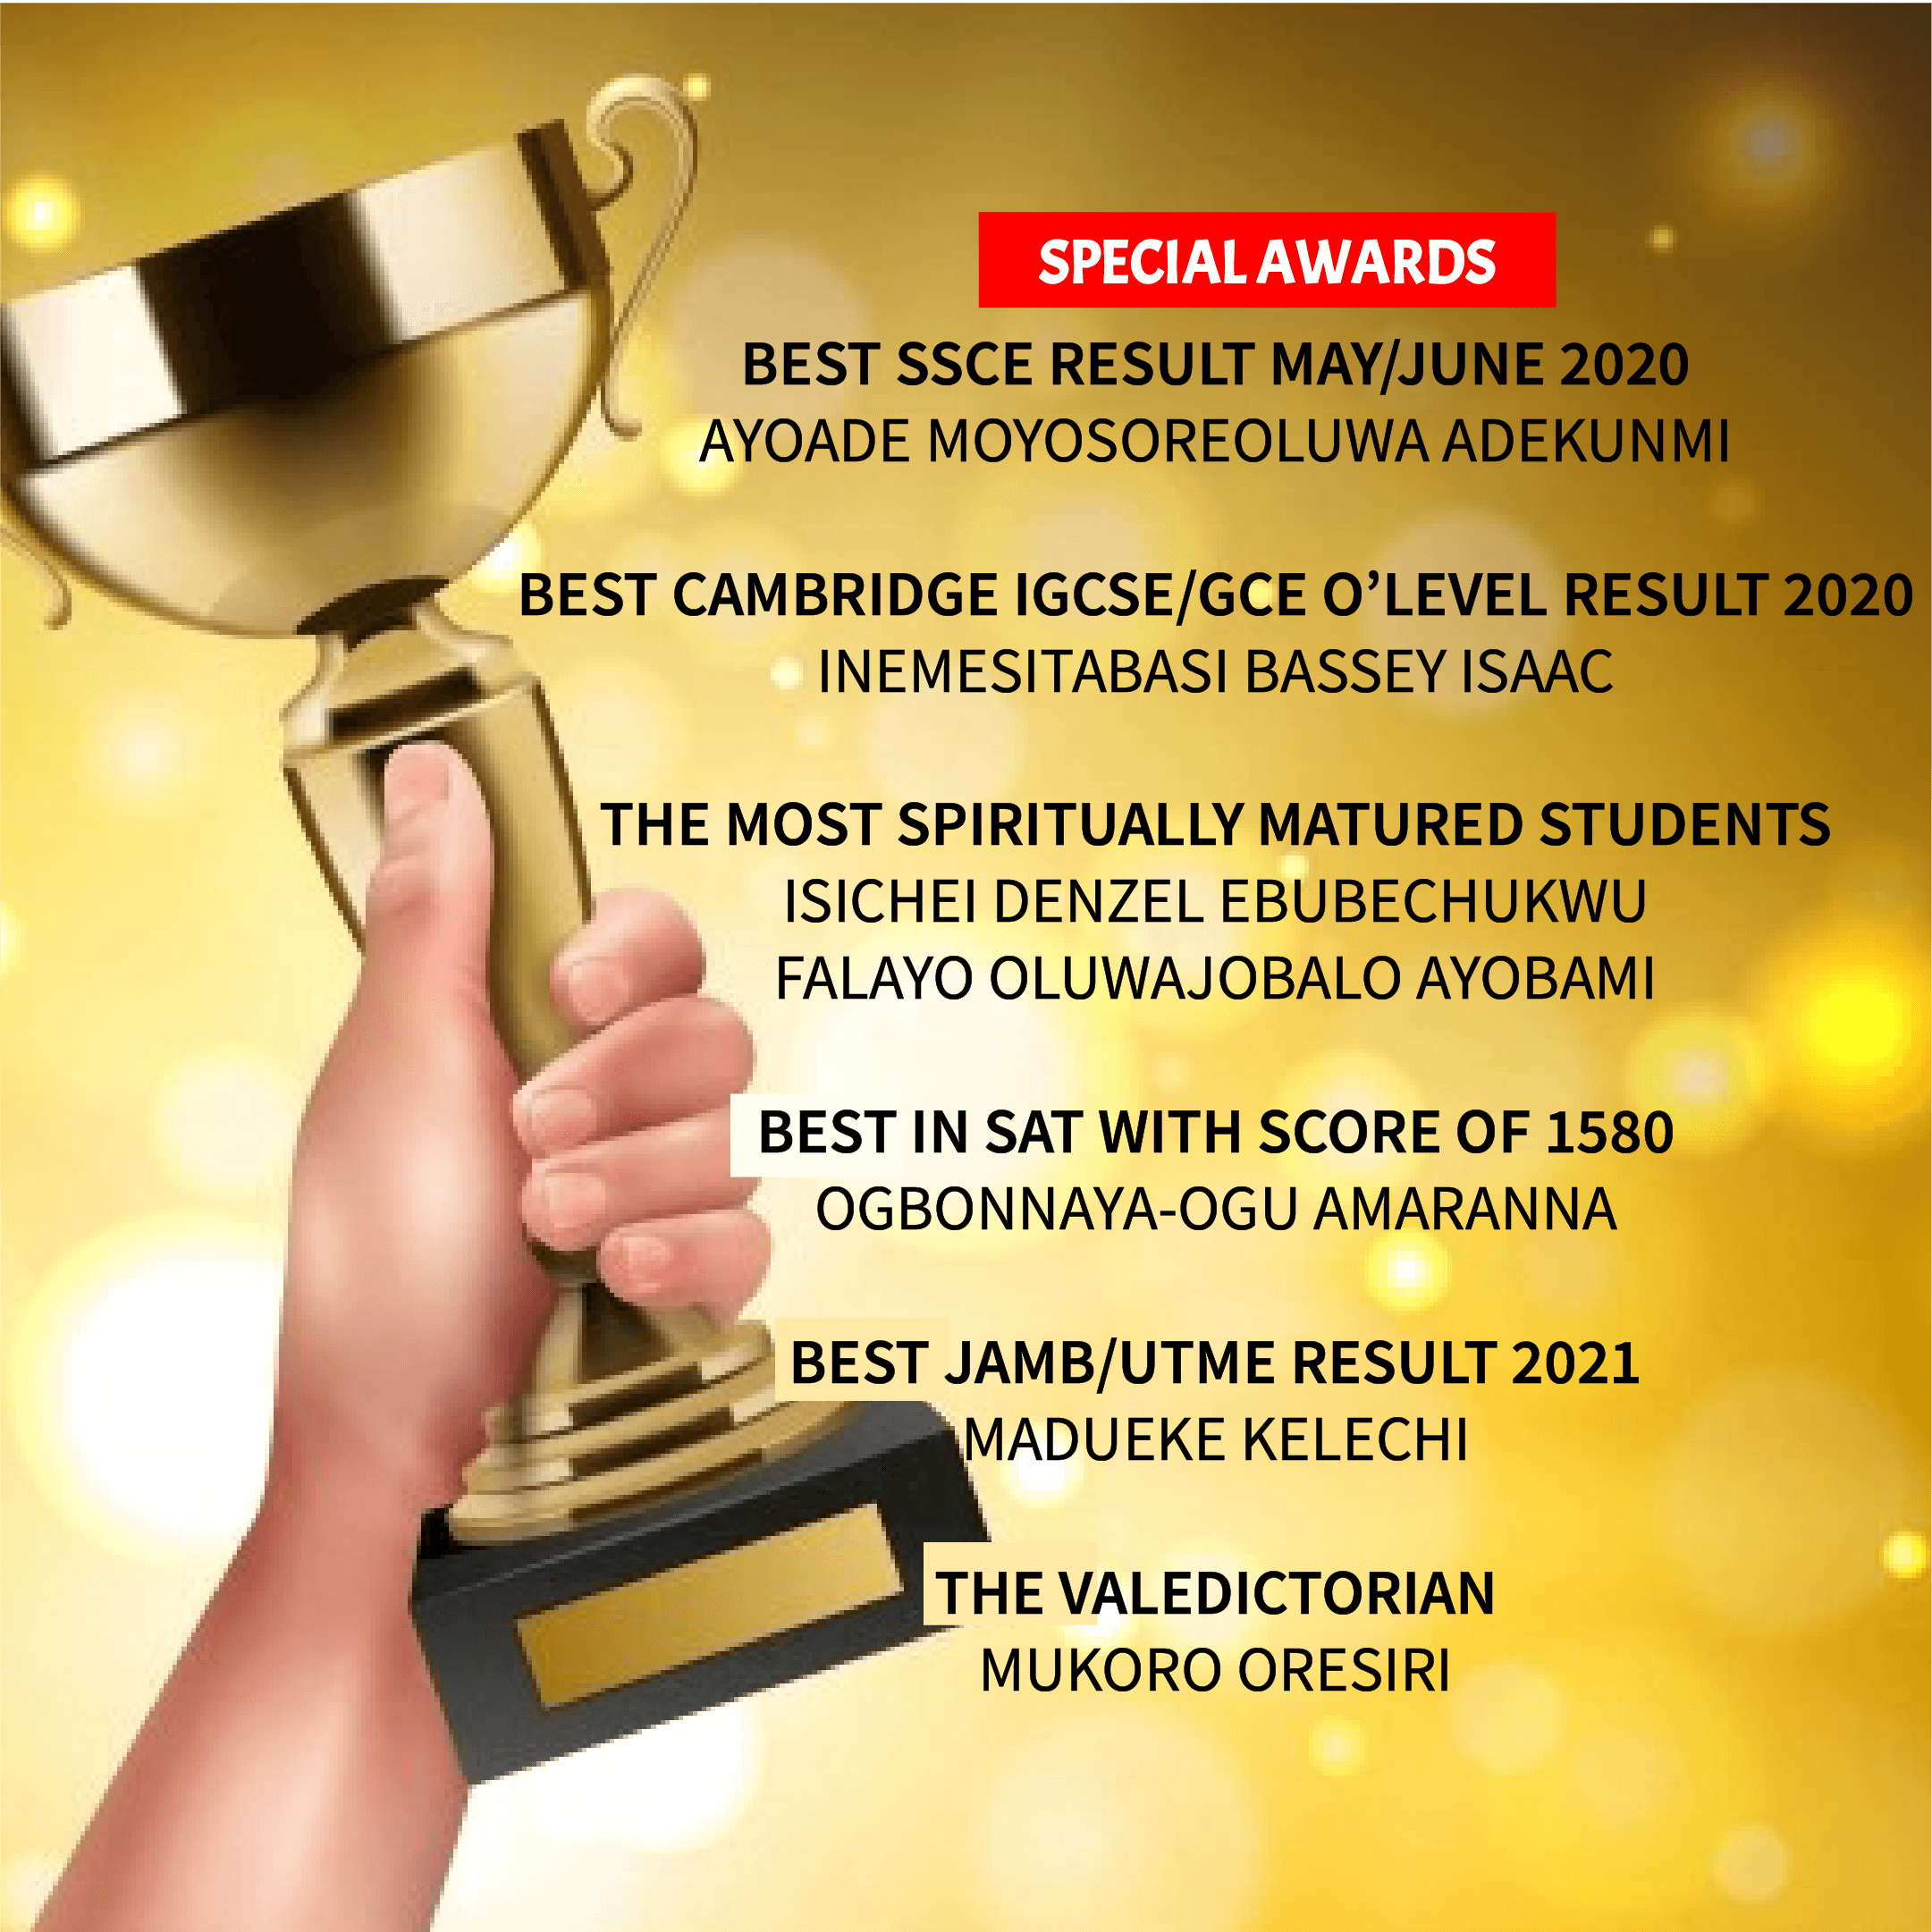 SPECIAL AWARDS
BEST SSCE RESULT MAY/JUNE 2020
AYOADE MOYOSOREOLUWA ADEKUNMI
BEST CAMBRIDGE IGCSE/GCE O’LEVEL RESULT 2020
INEMESITABASI BASSEY ISAAC
THE MOST SPIRITUALLY MATURED STUDENTS
ISICHEI DENZEL EBUBECHUKWU
FALAYO OLUWAJOBALO AYOBAMI
BEST IN SAT WITH SCORE OF 1580
OGBONNAYA-OGU AMARANNA
BEST JAMB/UTME RESULT 2021
MADUEKE KELECHI
THE VALEDICTORIAN
MUKORO ORESIRI